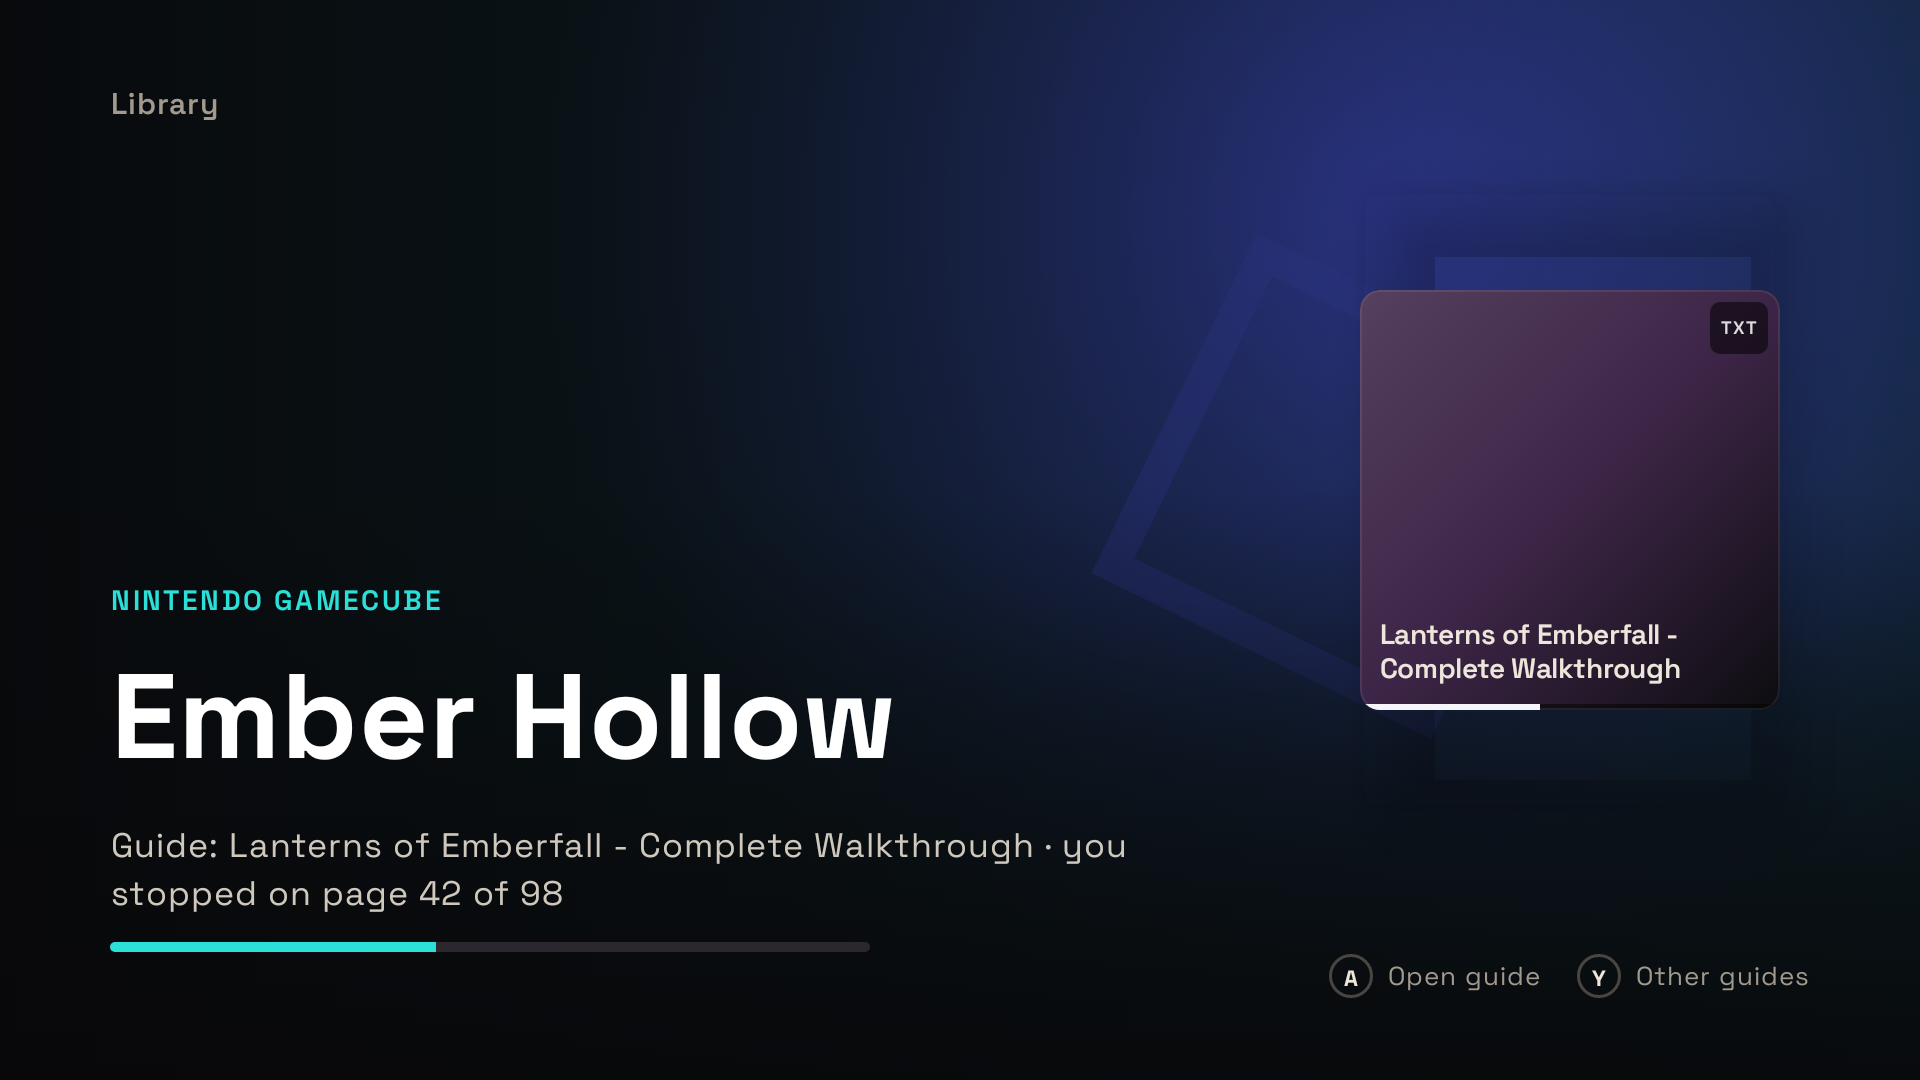 Library
TXT
Lanterns of Emberfall -
Complete Walkthrough
NINTENDO GAMECUBE
Ember Hollow
Guide: Lanterns of Emberfall - Complete Walkthrough · you
stopped on page 42 of 98
A Open guide Y Other guides